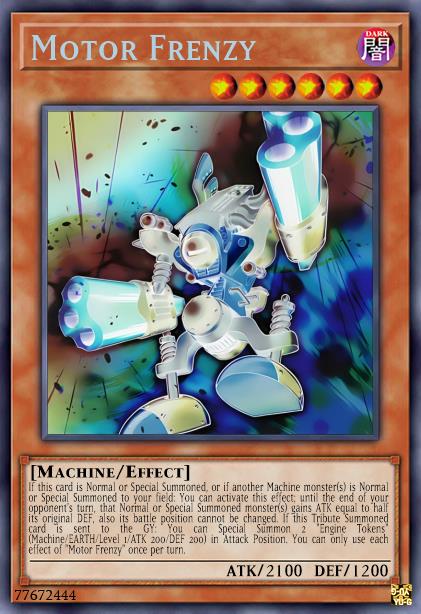 MOTOR FRENZY
DARK
闇
[MACHINE/EFFECT]
If this card is Normal or Special Summoned, or if another Machine monster(s) is Normal
or Special Summoned to your field: You can activate this effect; until the end of your
opponent's turn, that Normal or Special Summoned monster(s) gains ATK equal to half
its original DEF, also its battle position cannot be changed. If this Tribute Summoned
card is sent to the GY: You can Special Summon 2 "Engine Tokens"
(Machine/EARTH/Level 1/ATK 200/DEF 200) in Attack Position. You can only use each
effect of "Motor Frenzy" once per turn.
ATK/2100 DEF/1200
77672444